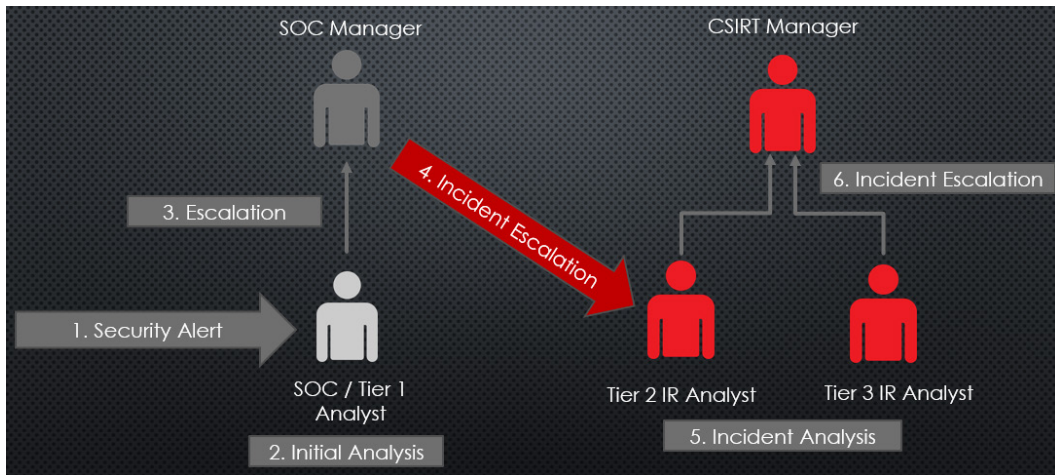 SOC Manager
CSIRT Manager
3. Escalation
4. Incident Escalation
6. Incident Escalation
1. Security Alert
SOC / Tier 1
Analyst
2. Initial Analysis
Tier 2 IR Analyst
Tier 3 IR Analyst
5. Incident Analysis